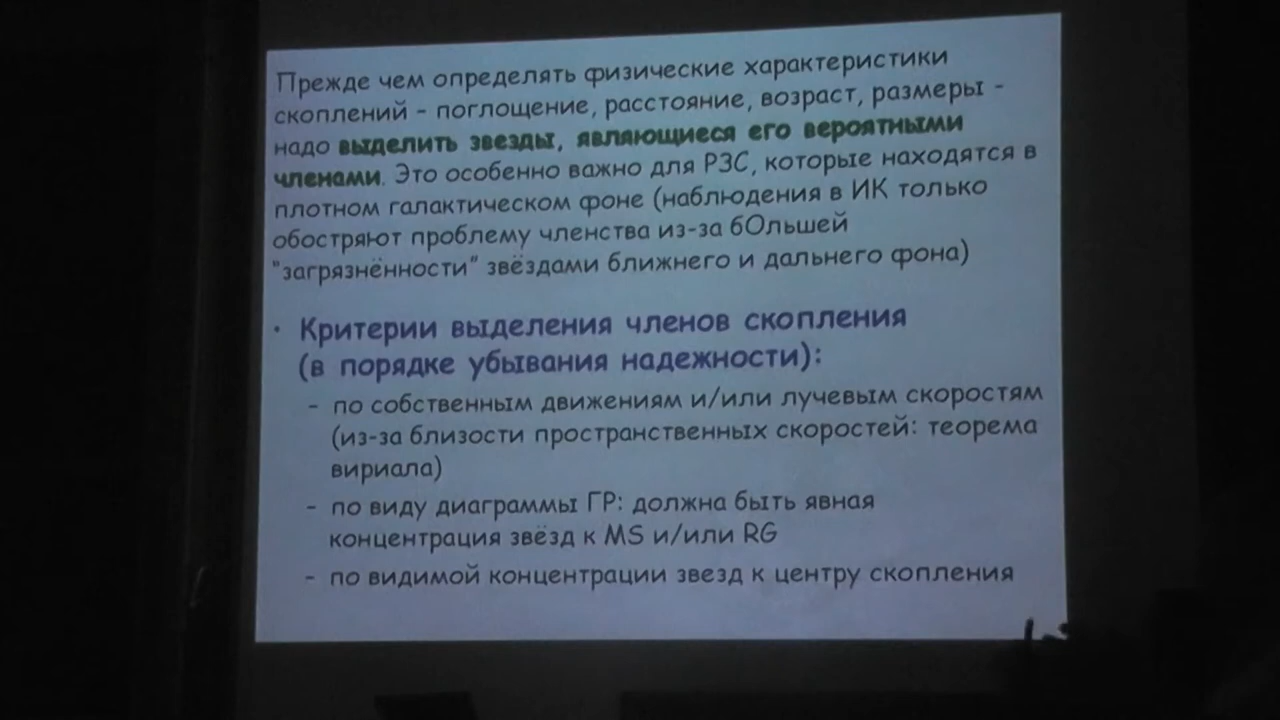 Прежде чем определять физические характеристики
скоплений - поглощение, расстояние, возраст, размеры -
надо выделить звезды, являющиеся его вероятными
членами. Это особенно важно для РЗС, которые находятся в
плотном галактическом фоне (наблюдения в ИК только
обостряют проблему членства из-за бОльшей
"загрязнённости" звёздами ближнего и дальнего фона)
• Критерии выделения членов скопления
(в порядке убывания надежности):
- по собственным движениям и/или лучевым скоростям
(из-за близости пространственных скоростей: теорема
вириала)
- по виду диаграммы ГР: должна быть явная
концентрация звёзд к MS и/или RG
- по видимой концентрации звезд к центру скопления